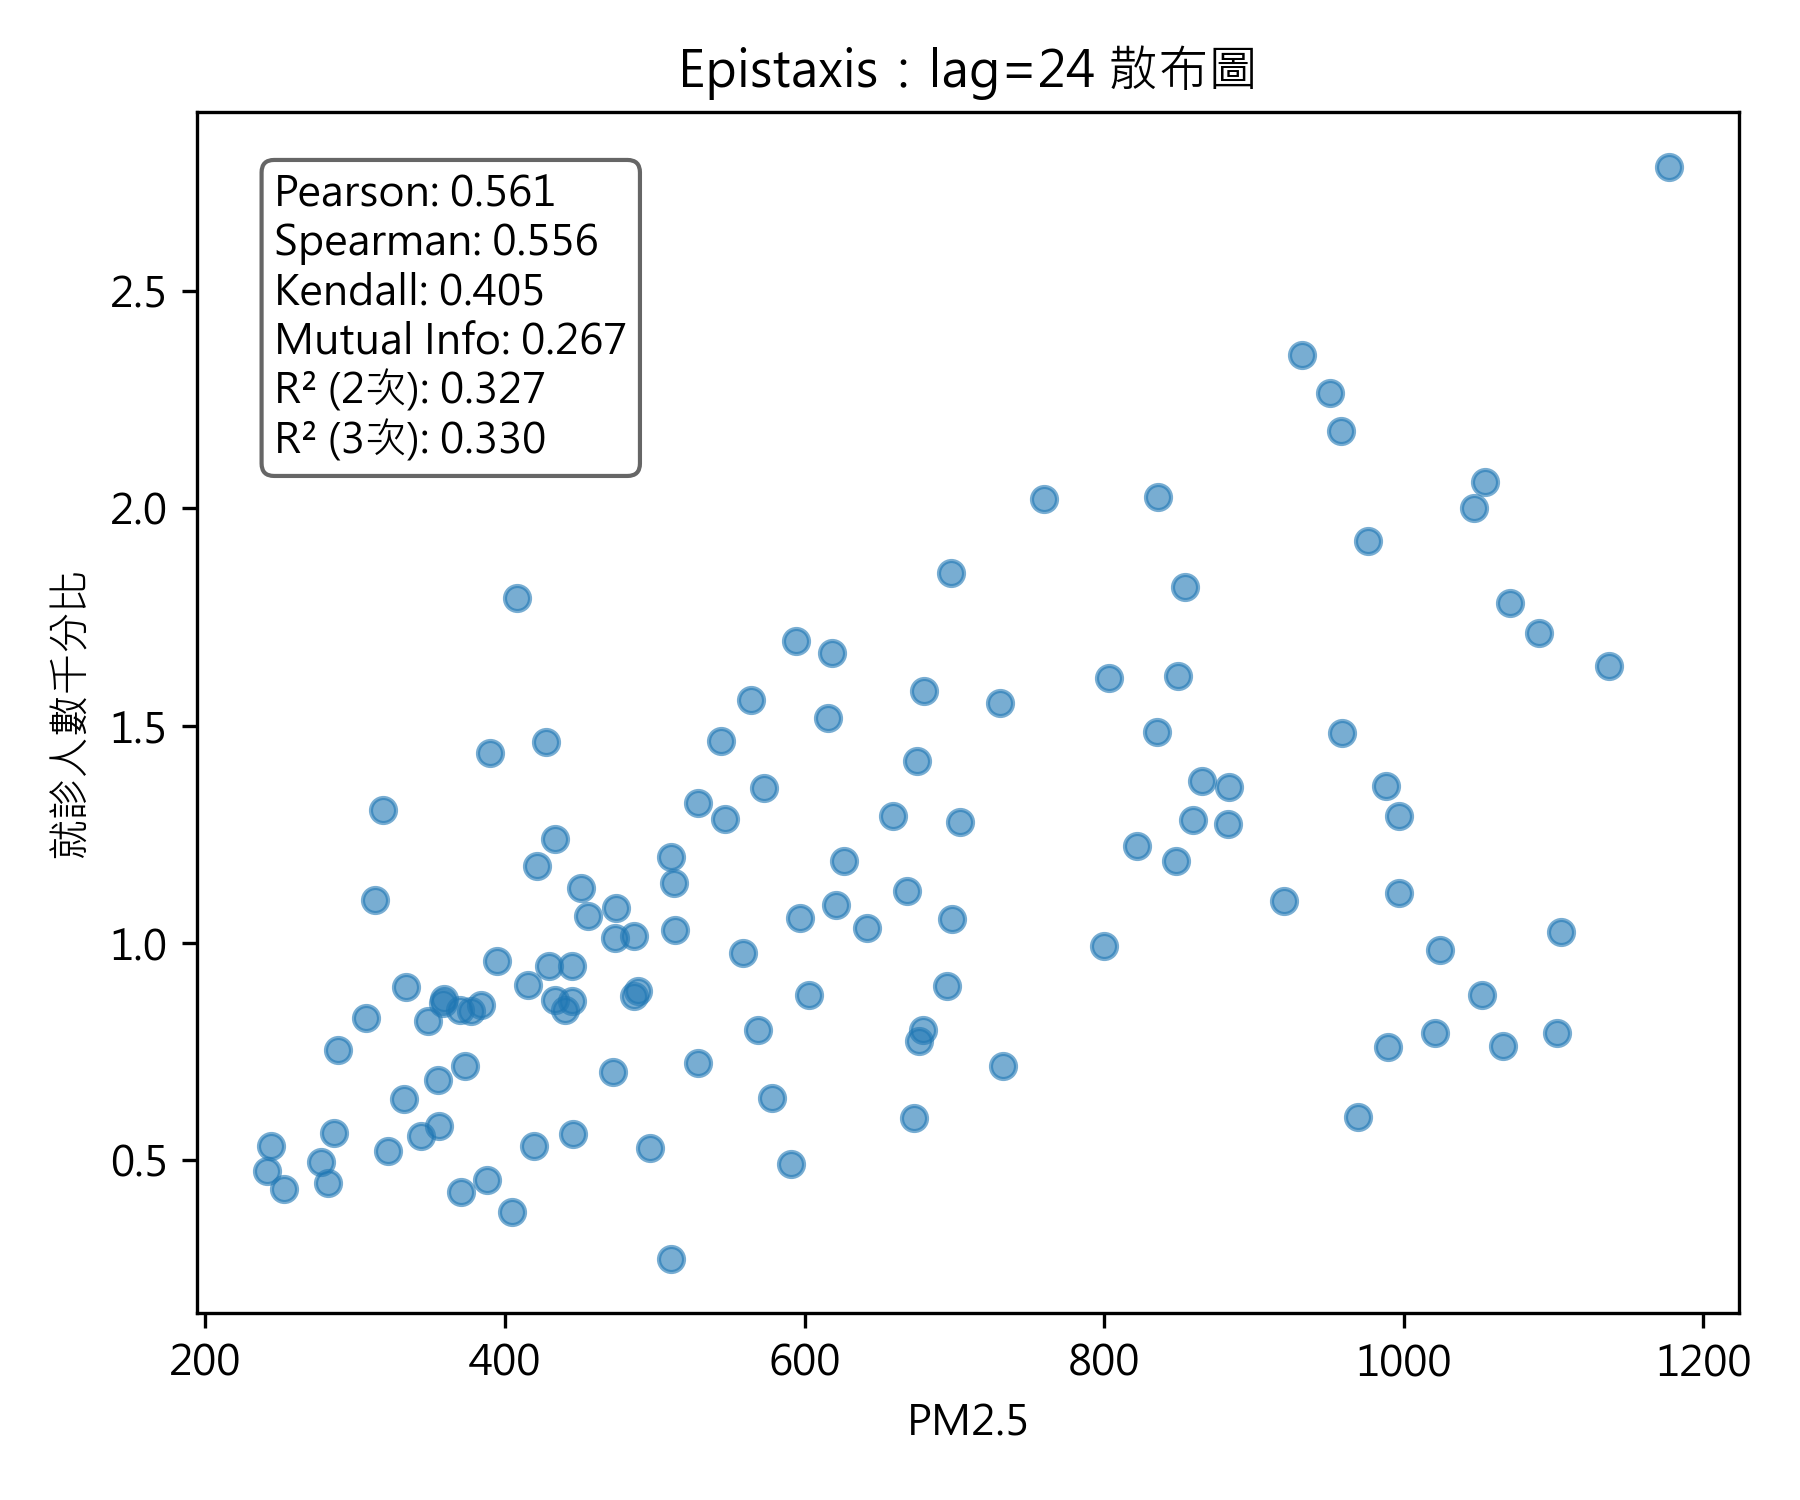 Epistaxis：lag=24 散布圖
Pearson: 0.561
Spearman: 0.556
Kendall: 0.405
Mutual Info: 0.267
R² (2次): 0.327
R² (3次): 0.330
就診人數千分比
2.5
2.0
1.5
1.0
0.5
200 400 600 800 1000 1200
PM2.5